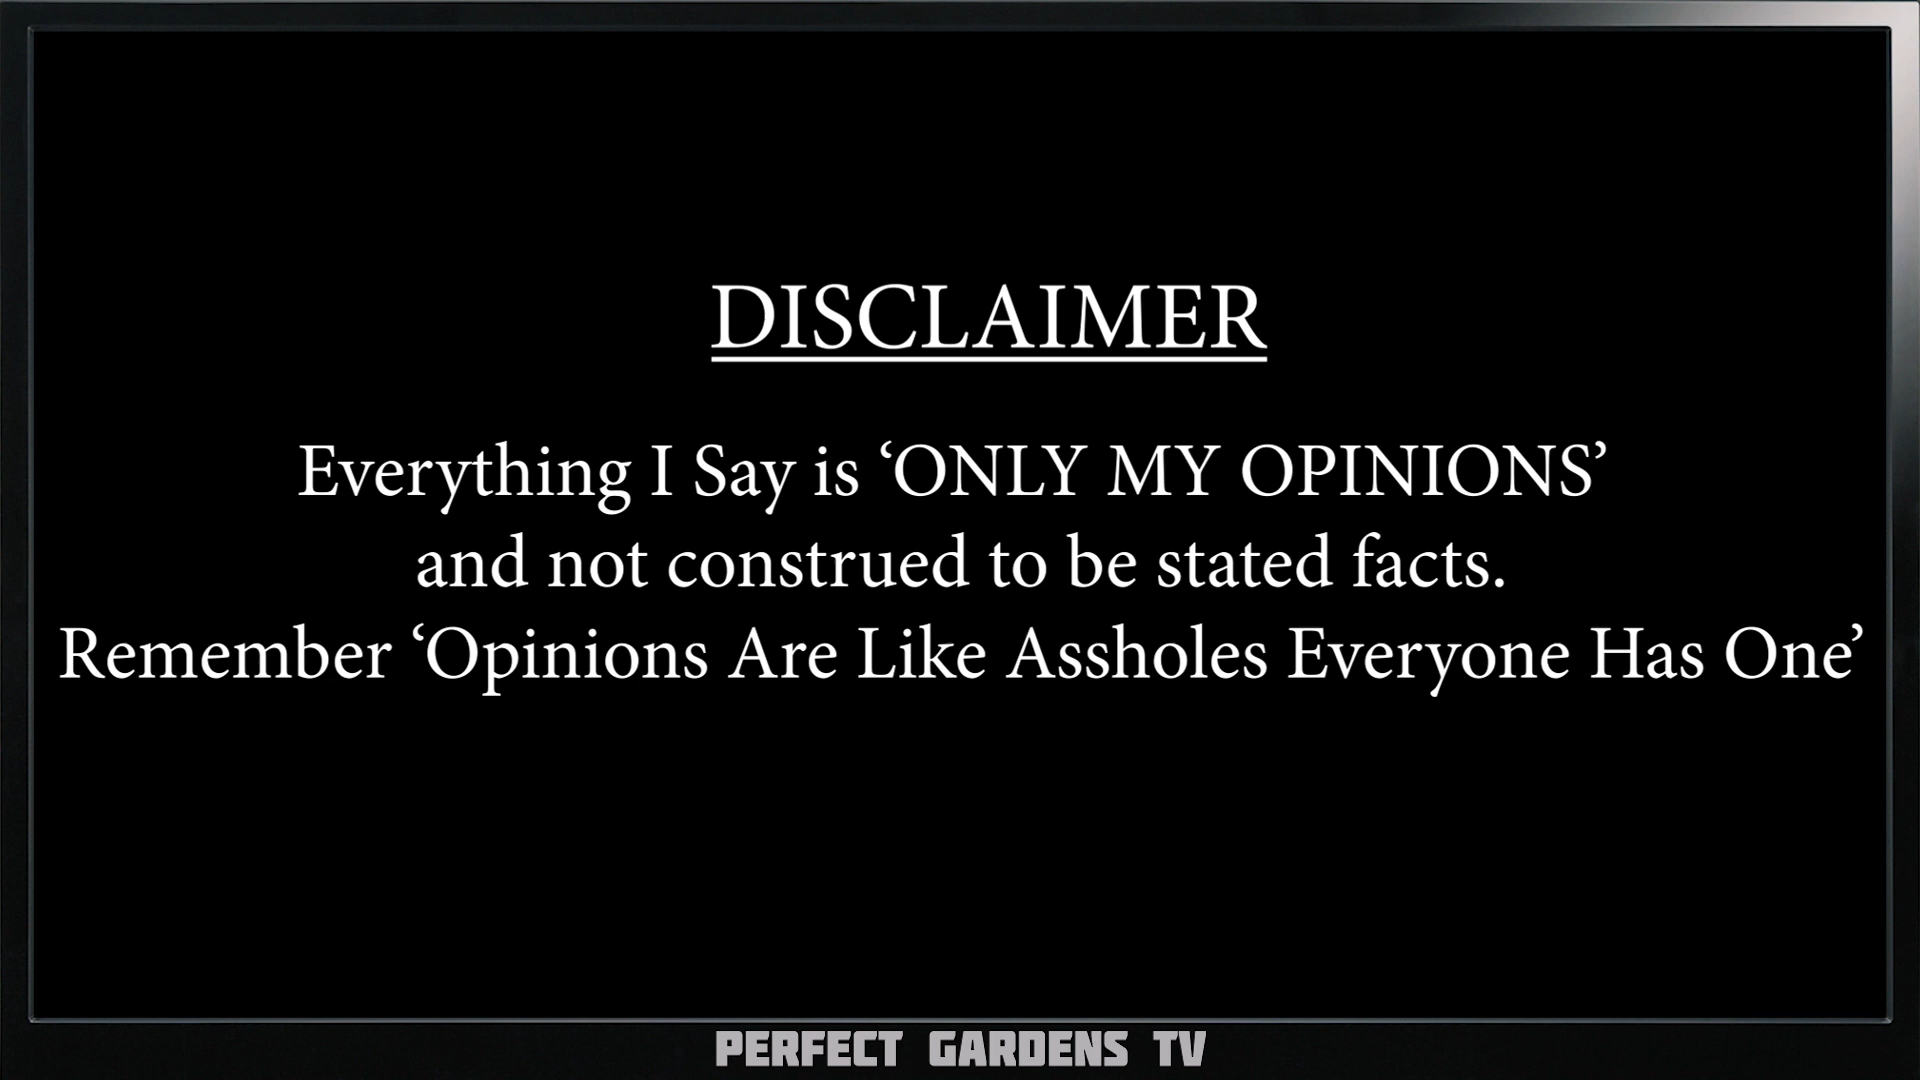 DISCLAIMER
Everything I Say is ‘ONLY MY OPINIONS’
and not construed to be stated facts.
Remember ‘Opinions Are Like Assholes Everyone Has One’
PERFECT GARDENS TV